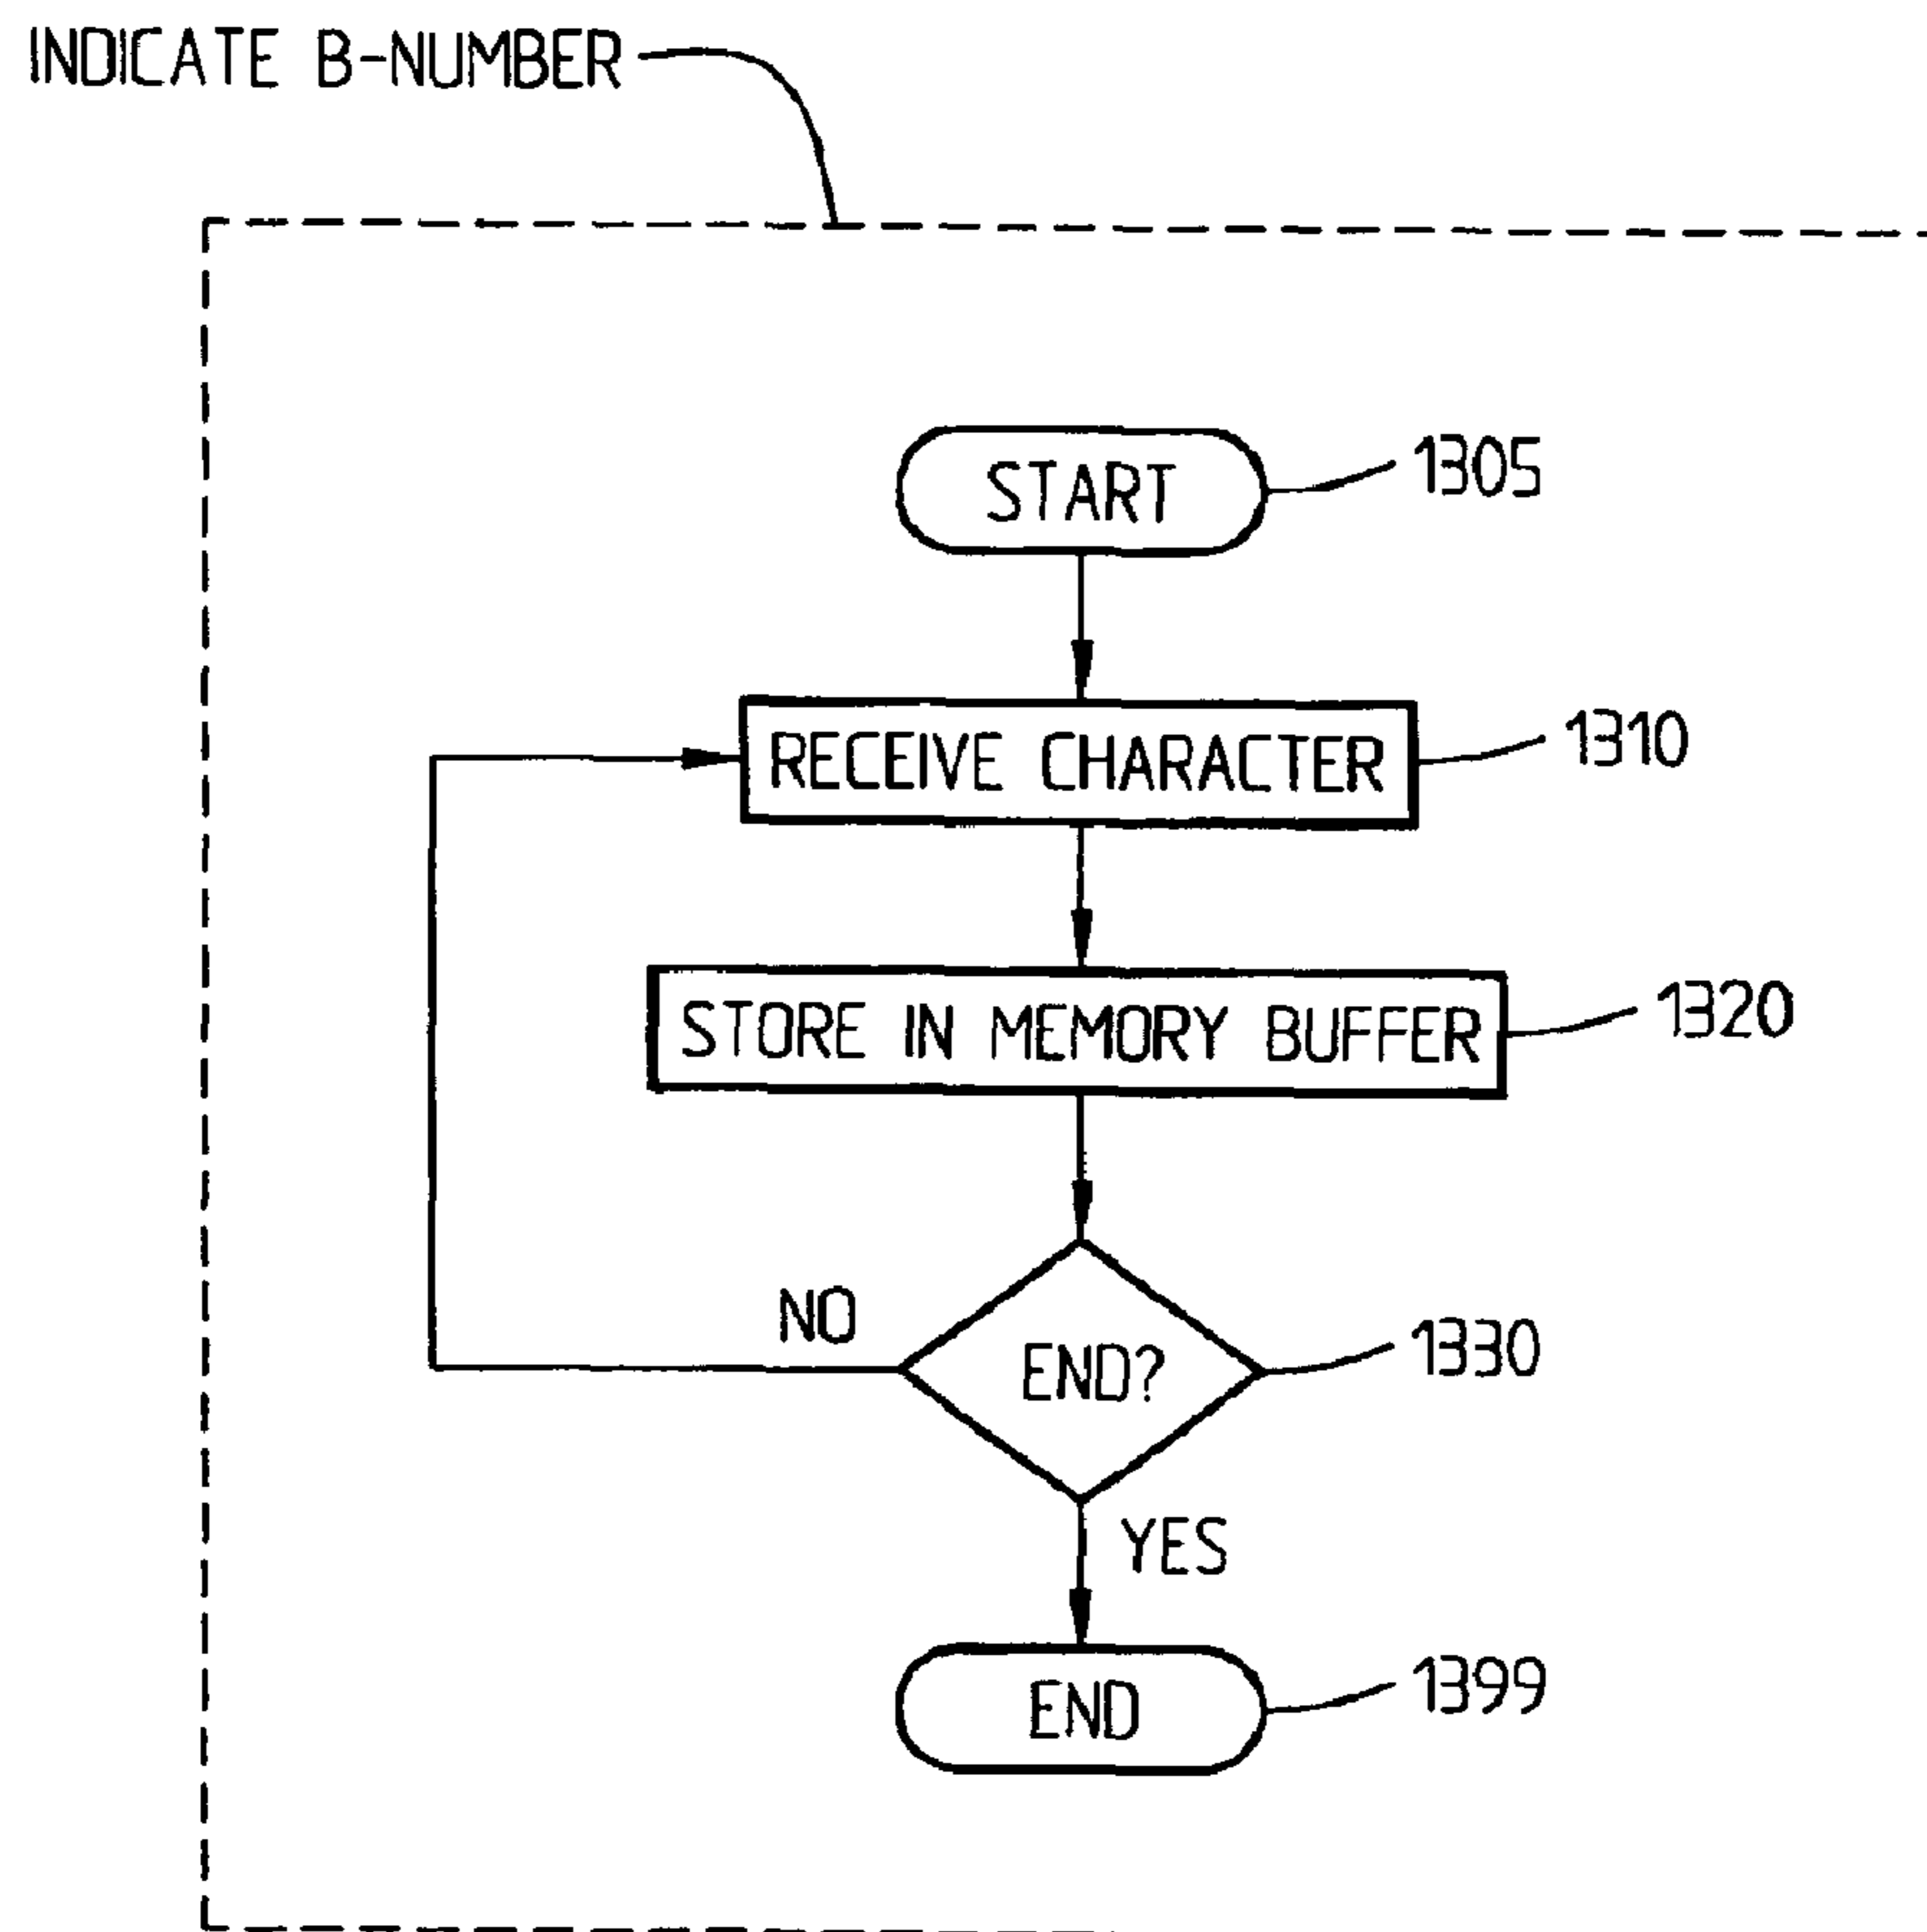 INDICATE B-NUMBER
START
1305
RECEIVE CHARACTER
1310
STORE IN MEMORY BUFFER
1320
NO
END?
1330
YES
END
1399